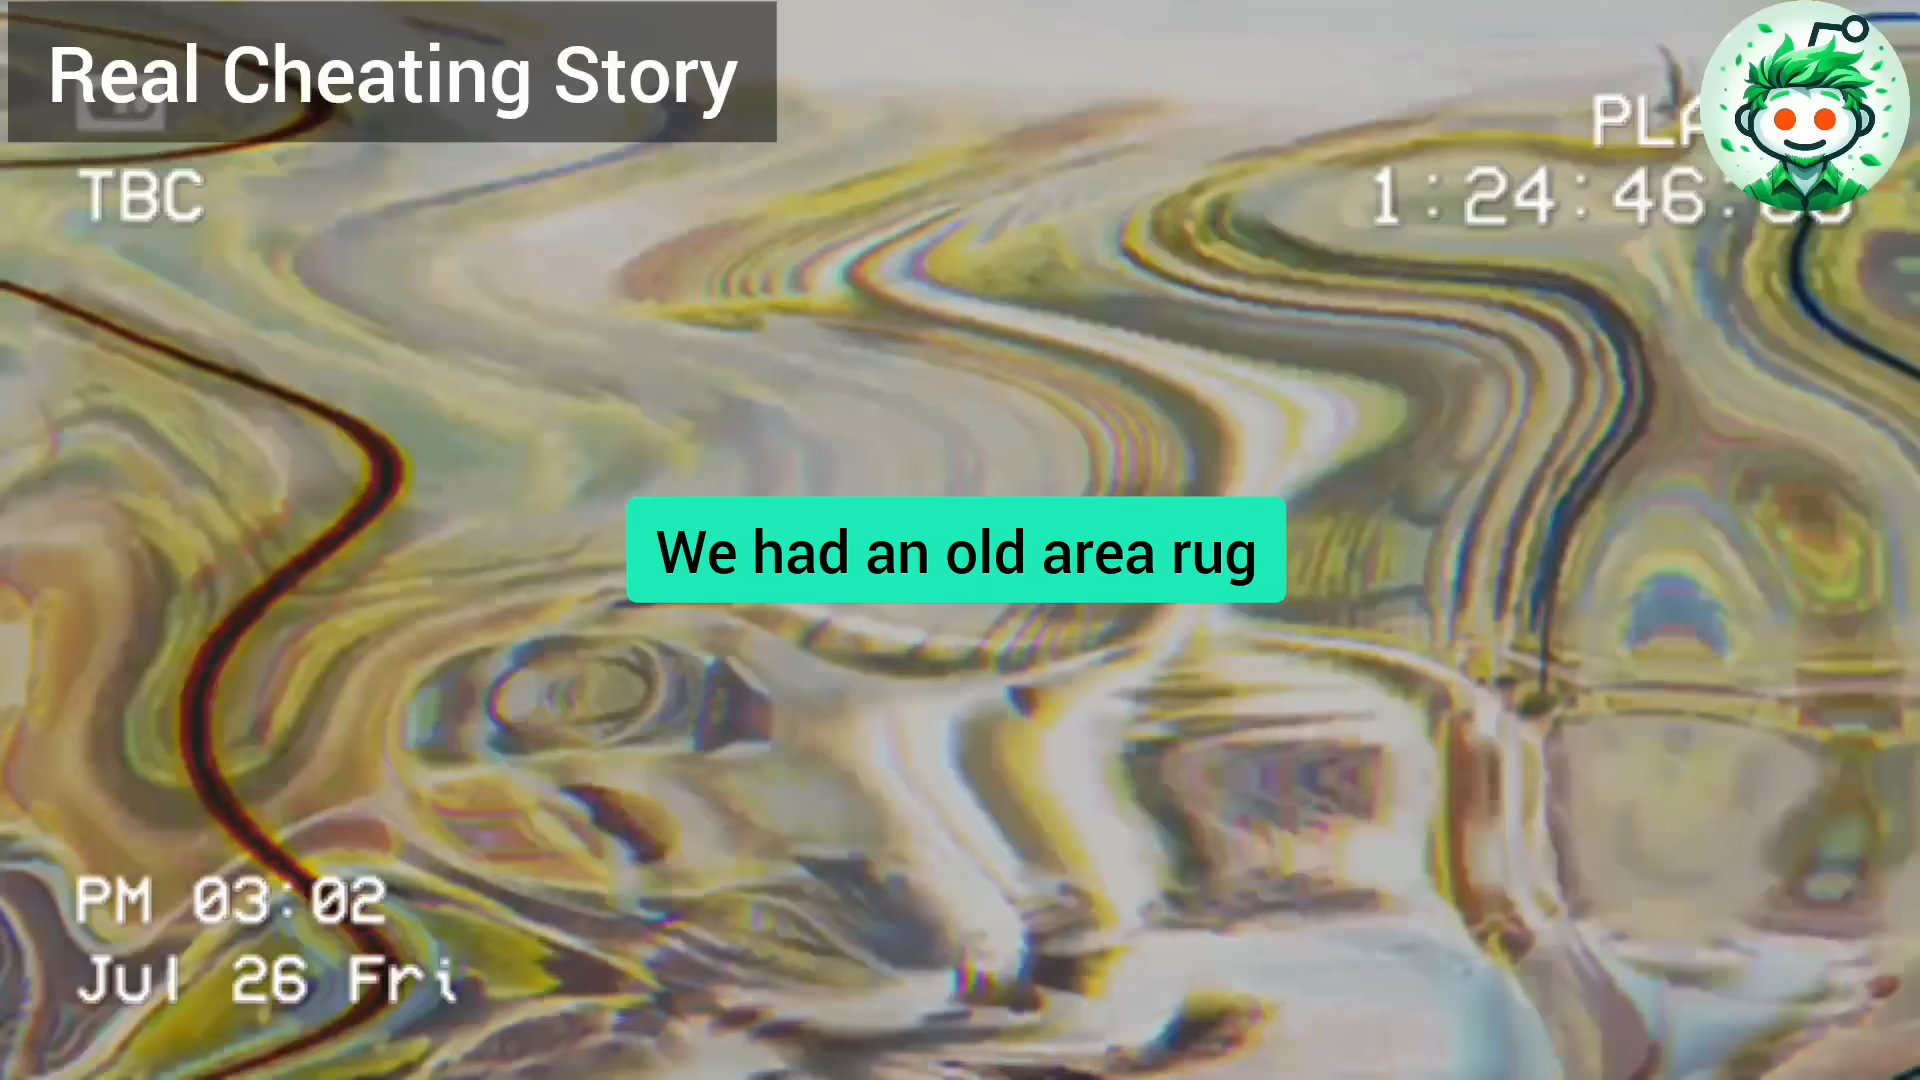 Real Cheating Story
TBC
1:24:46:
We had an old area rug
PM 03:02
Jul 26 Fri